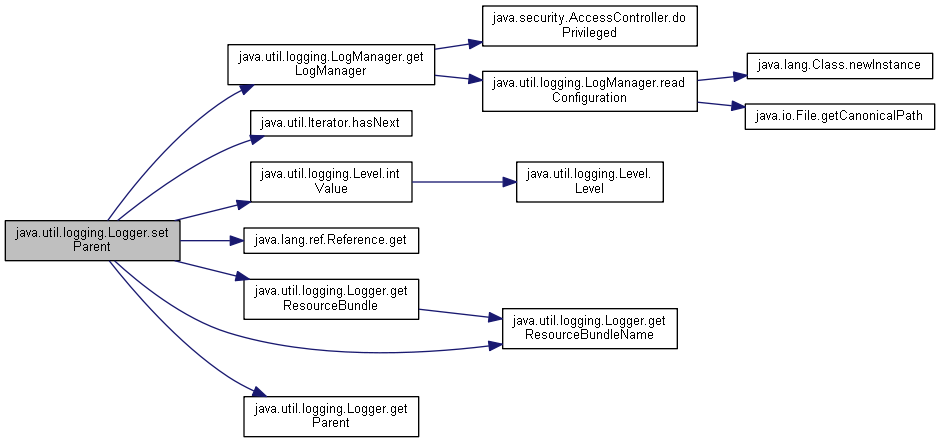 java.util.logging.Logger.set
Parent
java.util.logging.LogManager.get
LogManager
java.security.AccessController.do
Privileged
java.util.logging.LogManager.read
Configuration
java.lang.Class.newInstance
java.io.File.getCanonicalPath
java.util.Iterator.hasNext
java.util.logging.Level.int
Value
java.util.logging.Level.
Level
java.lang.ref.Reference.get
java.util.logging.Logger.get
ResourceBundle
java.util.logging.Logger.get
ResourceBundleName
java.util.logging.Logger.get
Parent